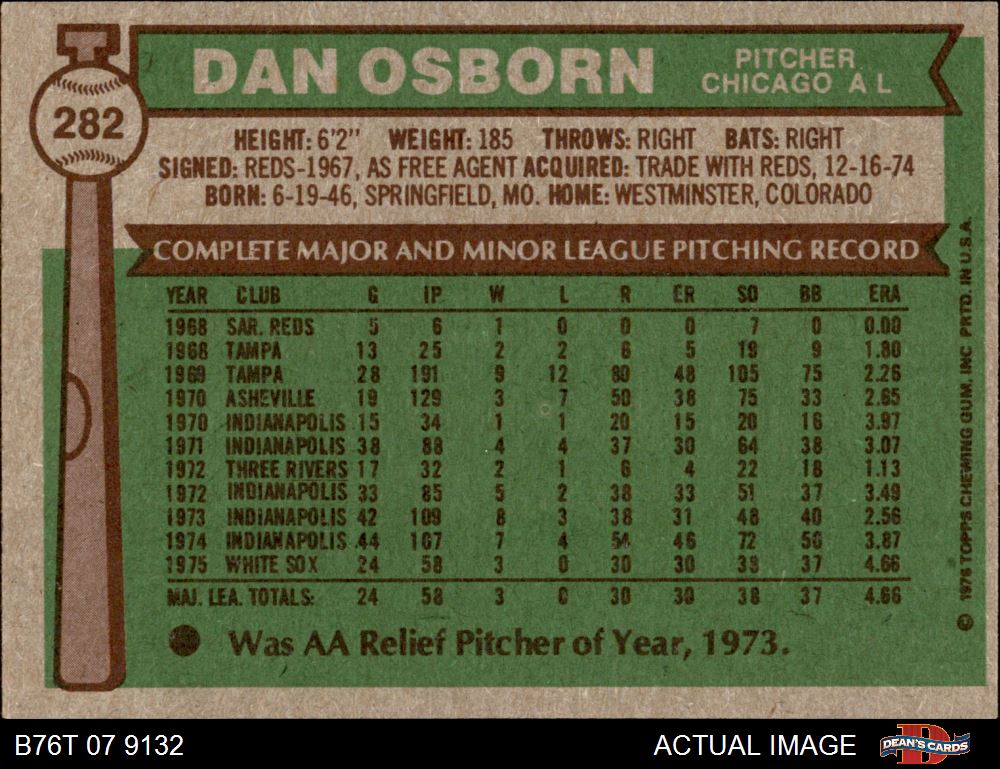 282
DAN OSBORN
PITCHER
CHICAGO A L
HEIGHT: 6'2" WEIGHT: 185 THROWS: RIGHT BATS: RIGHT
SIGNED: REDS-1967, AS FREE AGENT ACQUIRED: TRADE WITH REDS, 12-16-74
BORN: 6-19-46, SPRINGFIELD, MO. HOME: WESTMINSTER, COLORADO
COMPLETE MAJOR AND MINOR LEAGUE PITCHING RECORD
YEAR CLUB G IP W L R ER SO BB ERA
1968 SAR. REDS 5 6 1 0 0 0 7 0 0.00
1968 TAMPA 13 25 2 2 6 5 19 9 1.80
1969 TAMPA 28 191 9 12 80 48 105 75 2.26
1970 ASHEVILLE 19 129 3 7 50 38 75 33 2.65
1970 INDIANAPOLIS 15 34 1 1 20 15 20 16 3.97
1971 INDIANAPOLIS 38 88 4 4 37 30 64 38 3.07
1972 THREE RIVERS 17 32 2 1 6 4 22 18 1.13
1972 INDIANAPOLIS 33 85 5 2 38 33 51 37 3.49
1973 INDIANAPOLIS 42 109 8 3 38 31 48 40 2.56
1974 INDIANAPOLIS 44 107 7 4 54 46 72 50 3.87
1975 WHITE SOX 24 58 3 0 30 30 38 37 4.66
MAJ. LEA. TOTALS: 24 58 3 0 30 30 38 37 4.66
Was AA Relief Pitcher of Year, 1973.
© 1976 TOPPS CHEWING GUM, INC PRTD. IN U.S.A.
B76T 07 9132
ACTUAL IMAGE
DEAN'S CARDS